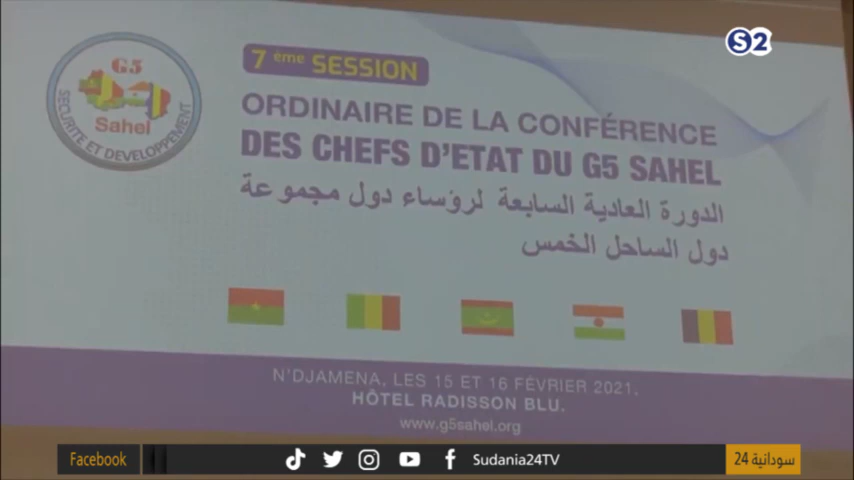 S2
G5
Sahel
SÉCURITÉ ET DÉVELOPPEMENT
7 ème SESSION
ORDINAIRE DE LA CONFÉRENCE
DES CHEFS D'ETAT DU G5 SAHEL
الدورة العادية السابعة لرؤساء دول مجموعة
دول الساحل الخمس
N'DJAMENA, LES 15 ET 16 FÉVRIER 2021,
HÔTEL RADISSON BLU.
www.g5sahel.org
Facebook
Sudania24TV
سودانية 24